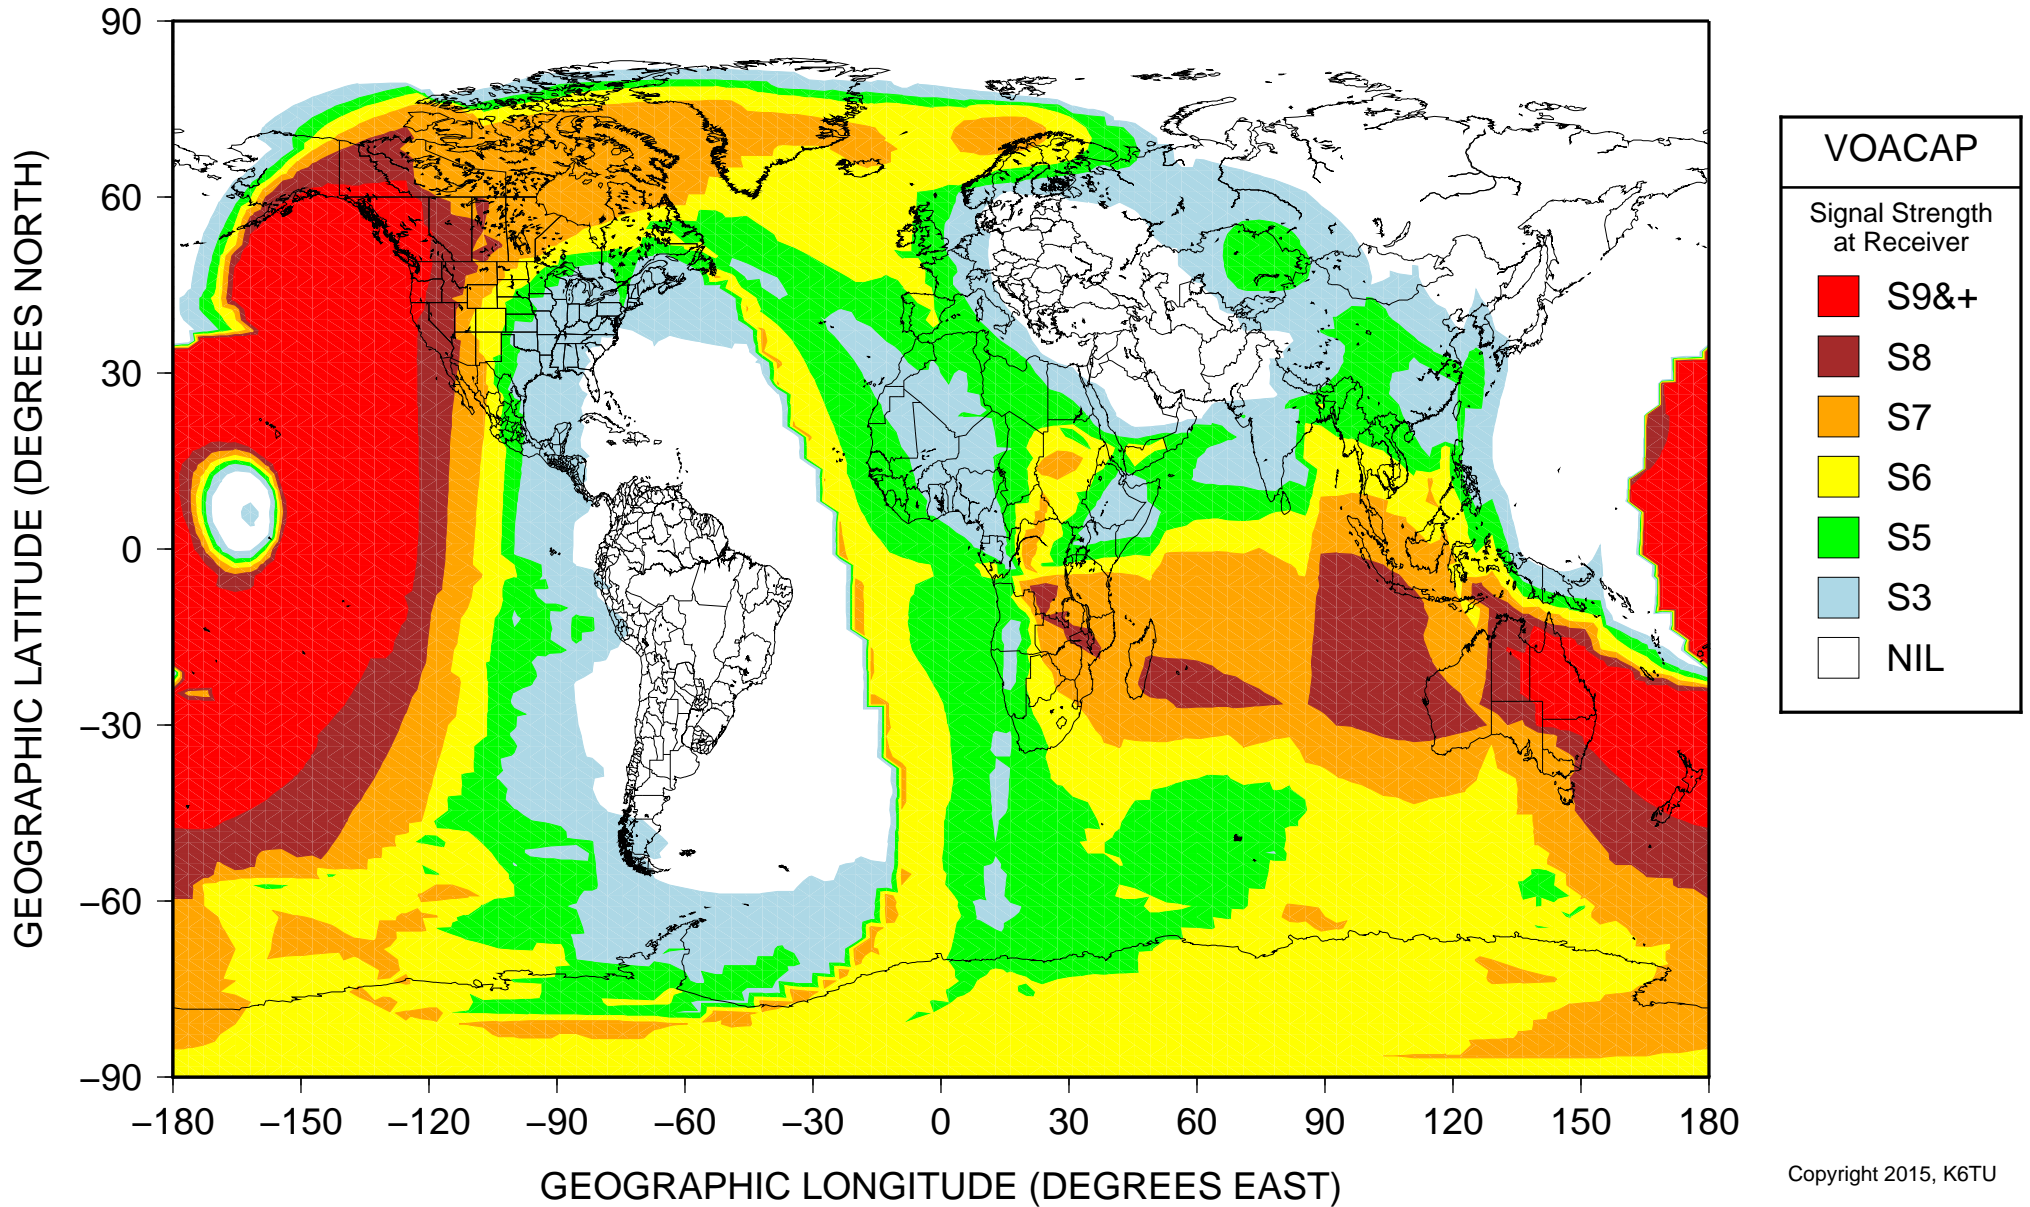 90
60
30
0
−30
−60
−90
GEOGRAPHIC LATITUDE (DEGREES NORTH)
−180 −150 −120 −90 −60 −30 0 30 60 90 120 150 180
GEOGRAPHIC LONGITUDE (DEGREES EAST)
VOACAP
Signal Strength
at Receiver
S9&+
S8
S7
S6
S5
S3
NIL
Copyright 2015, K6TU